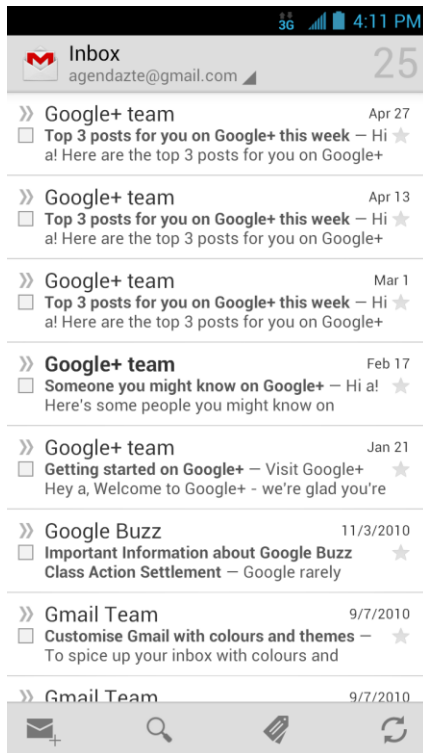 3G 4:11 PM
Inbox 25
agendazte@gmail.com
Google+ team Apr 27
Top 3 posts for you on Google+ this week — Hi
a! Here are the top 3 posts for you on Google+
Google+ team Apr 13
Top 3 posts for you on Google+ this week — Hi
a! Here are the top 3 posts for you on Google+
Google+ team Mar 1
Top 3 posts for you on Google+ this week — Hi
a! Here are the top 3 posts for you on Google+
Google+ team Feb 17
Someone you might know on Google+ — Hi a!
Here's some people you might know on
Google+ team Jan 21
Getting started on Google+ — Visit Google+
Hey a, Welcome to Google+ - we're glad you're
Google Buzz 11/3/2010
Important Information about Google Buzz
Class Action Settlement — Google rarely
Gmail Team 9/7/2010
Customise Gmail with colours and themes —
To spice up your inbox with colours and
Gmail Team 9/7/2010